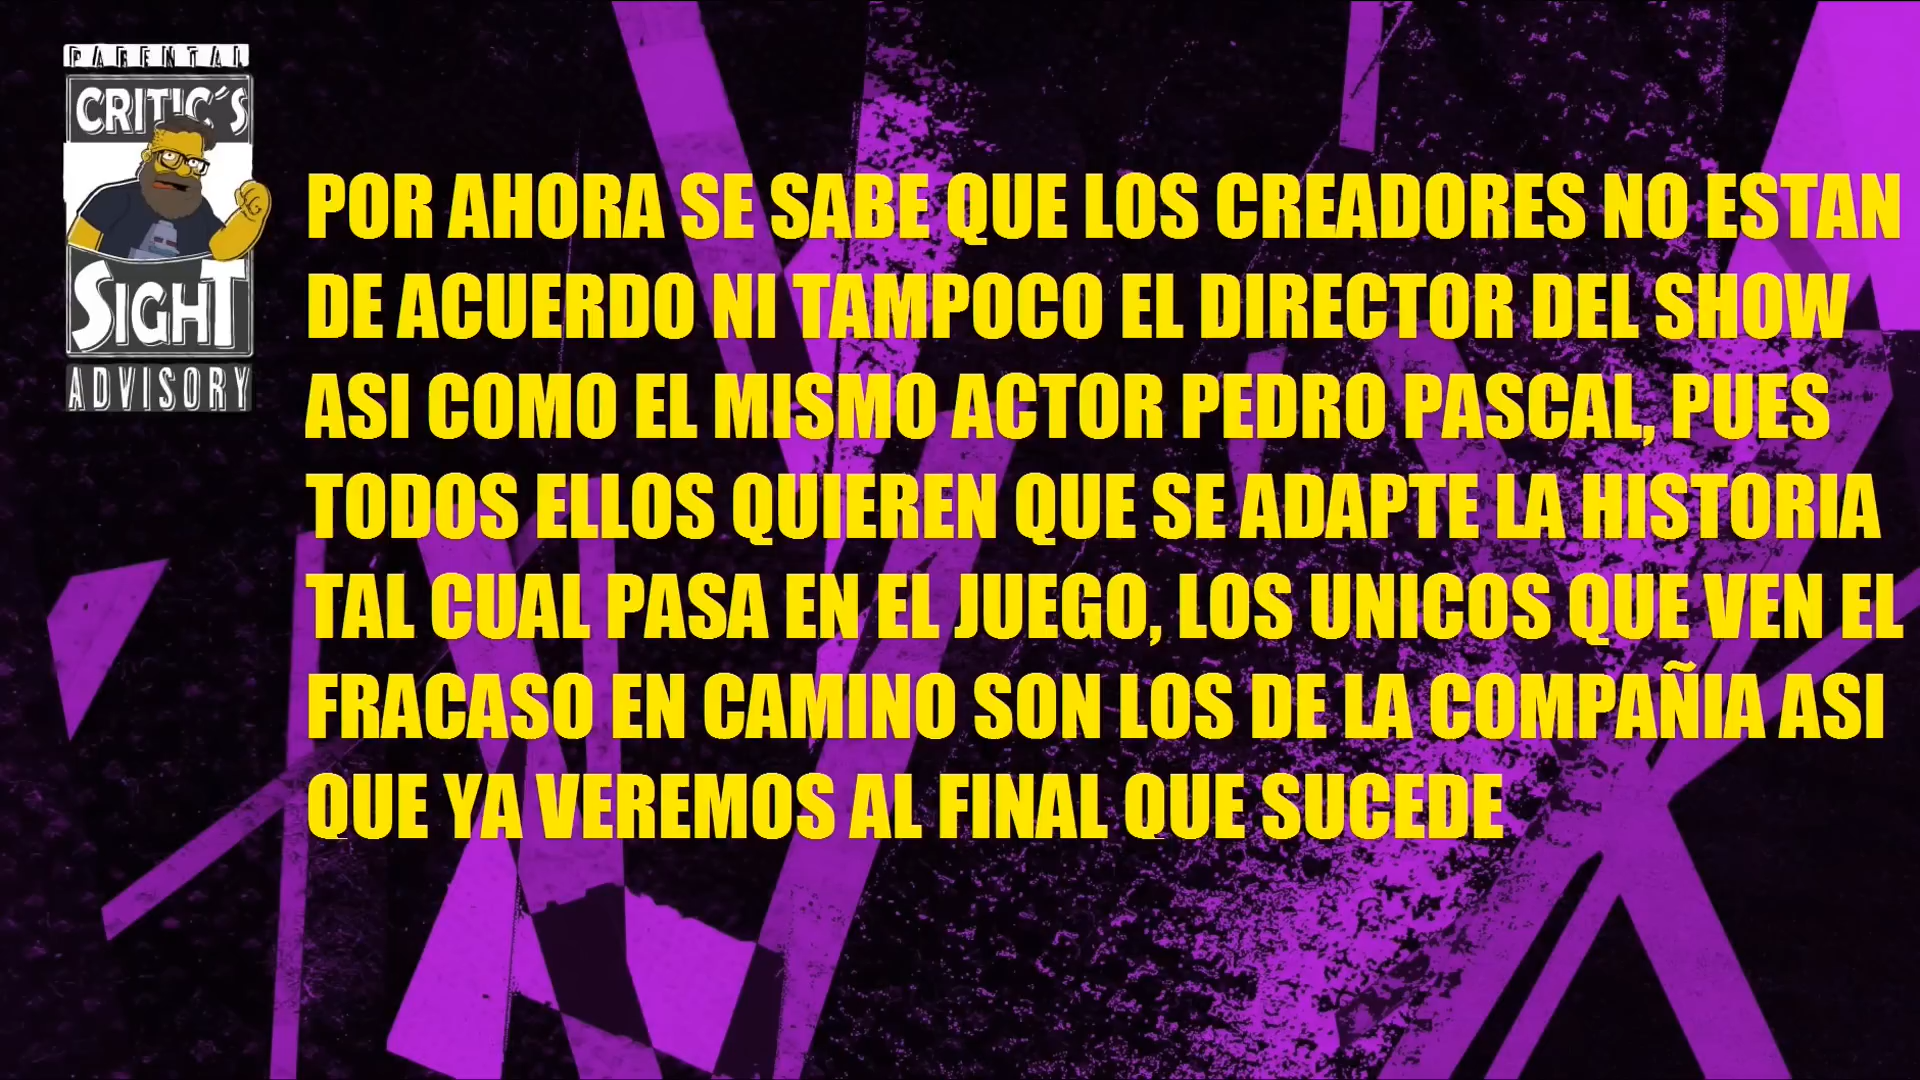 PARENTAL
CRITIC´S
SIGHT
ADVISORY
POR AHORA SE SABE QUE LOS CREADORES NO ESTAN
DE ACUERDO NI TAMPOCO EL DIRECTOR DEL SHOW
ASI COMO EL MISMO ACTOR PEDRO PASCAL, PUES
TODOS ELLOS QUIEREN QUE SE ADAPTE LA HISTORIA
TAL CUAL PASA EN EL JUEGO, LOS UNICOS QUE VEN EL
FRACASO EN CAMINO SON LOS DE LA COMPAÑIA ASI
QUE YA VEREMOS AL FINAL QUE SUCEDE